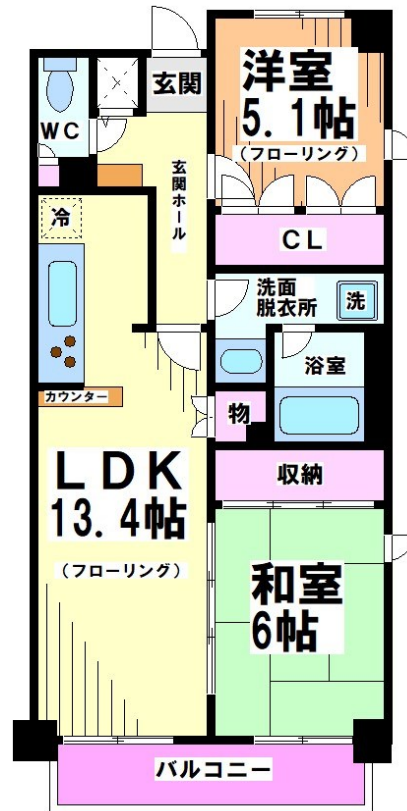 玄関
洋室
5.1帖
(フローリング)
WC
玄関ホール
CL
冷
洗面
脱衣所
洗
浴室
カウンター
物
LDK
13.4帖
(フローリング)
収納
和室
6帖
バルコニー